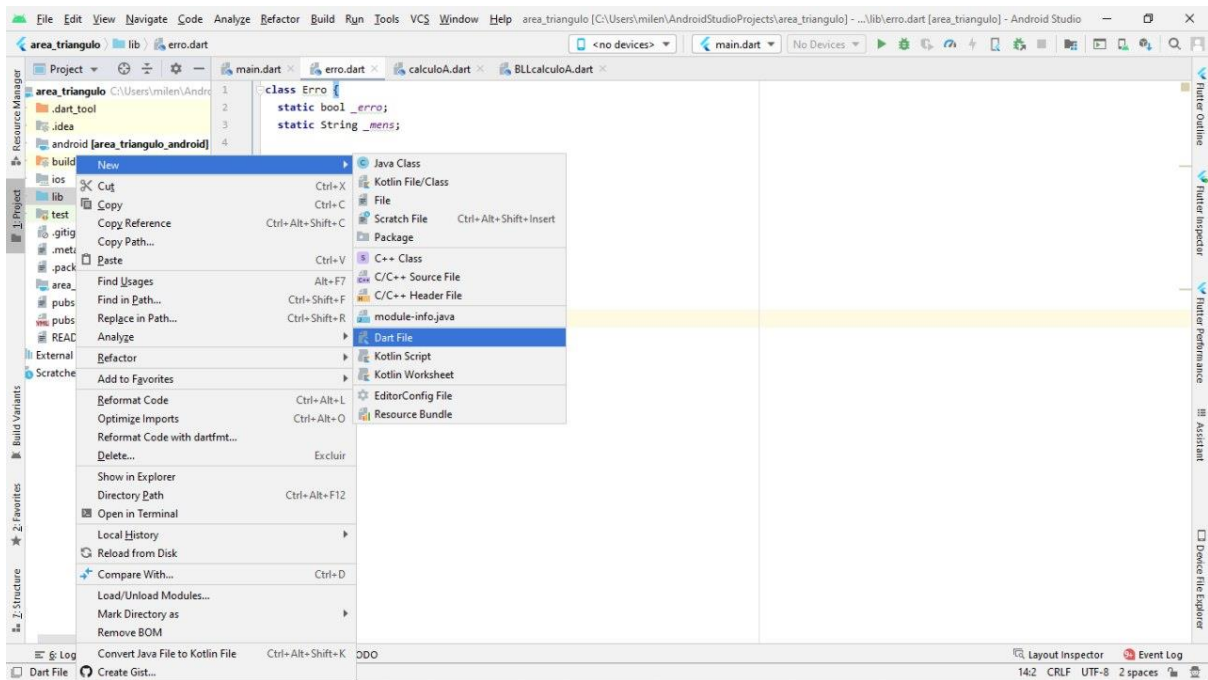 File Edit View Navigate Code Analyze Refactor Build Run Tools VCS Window Help area_triangulo [C:\Users\milen\AndroidStudioProjects\area_triangulo] - ...\lib\erro.dart [area_triangulo] - Android Studio
area_triangulo lib erro.dart
<no devices> main.dart No Devices
Project
main.dart erro.dart calculoA.dart BLLcalculoA.dart
area_triangulo C:\Users\milen\Andro
.dart_tool
.idea
android [area_triangulo_android]
build
ios
lib
test
.gitig
.meta
.pack
area_
pubs
pubs
READ
External
Scratche
1 class Erro {
2 static bool _erro;
3 static String _mens;
4
New
Cut Ctrl+X
Copy Ctrl+C
Copy Reference Ctrl+Alt+Shift+C
Copy Path...
Paste Ctrl+V
Find Usages Alt+F7
Find in Path... Ctrl+Shift+F
Replace in Path... Ctrl+Shift+R
Analyze
Refactor
Add to Favorites
Reformat Code Ctrl+Alt+L
Optimize Imports Ctrl+Alt+O
Reformat Code with dartfmt...
Delete... Excluir
Show in Explorer
Directory Path Ctrl+Alt+F12
Open in Terminal
Local History
Reload from Disk
Compare With... Ctrl+D
Load/Unload Modules...
Mark Directory as
Remove BOM
Convert Java File to Kotlin File Ctrl+Alt+Shift+K
Create Gist...
Java Class
Kotlin File/Class
File
Scratch File Ctrl+Alt+Shift+Insert
Package
C++ Class
C/C++ Source File
C/C++ Header File
module-info.java
Dart File
Kotlin Script
Kotlin Worksheet
EditorConfig File
Resource Bundle
Resource Manager
1: Project
Build Variants
2: Favorites
7: Structure
Flutter Outline
Flutter Inspector
Flutter Performance
Assistant
Device File Explorer
6: Log
ODO
Layout Inspector
9+ Event Log
Dart File
14:2 CRLF UTF-8 2 spaces